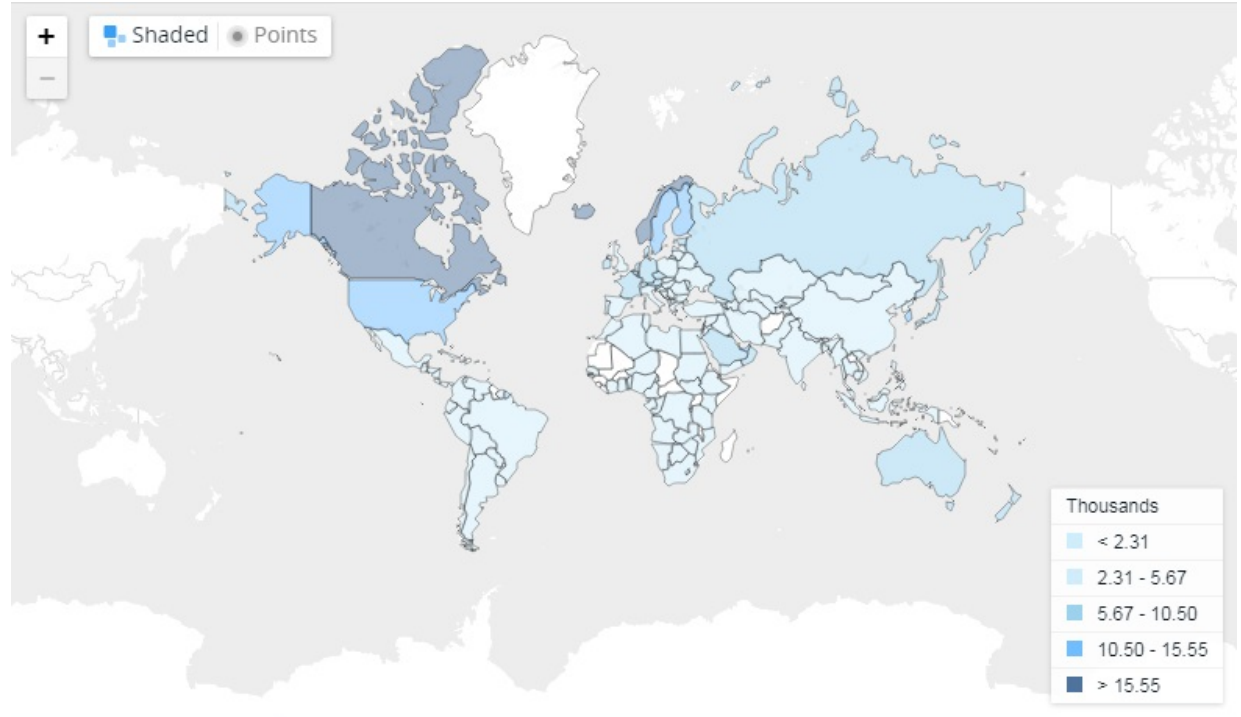 +
Shaded Points
−
Thousands
< 2.31
2.31 - 5.67
5.67 - 10.50
10.50 - 15.55
> 15.55